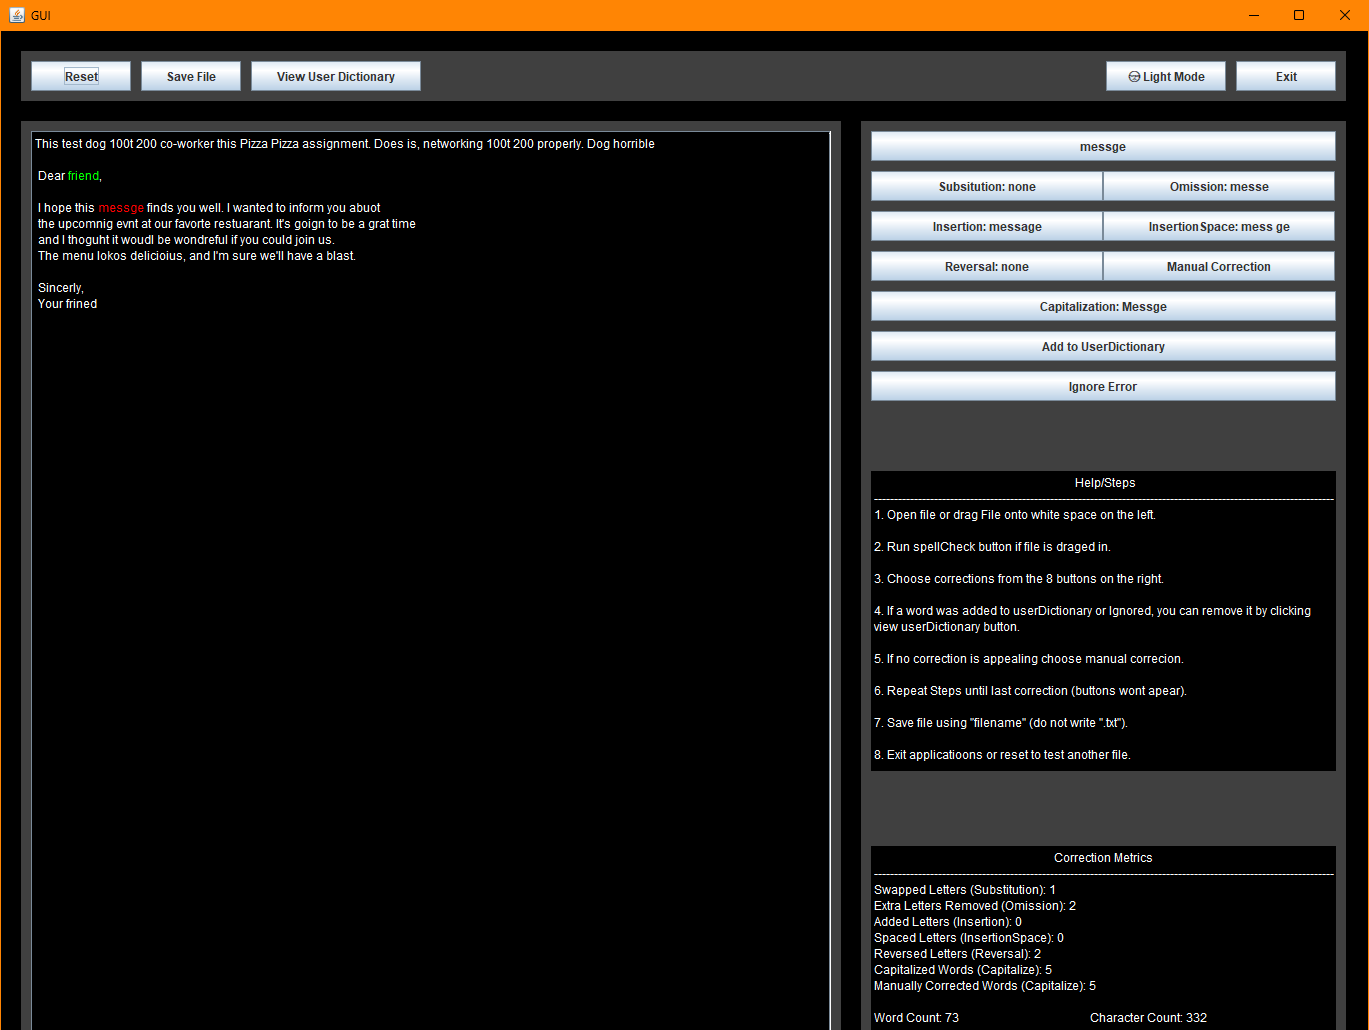 GUI
Reset Save File View User Dictionary Light Mode Exit
This test dog 100t 200 co-worker this Pizza Pizza assignment. Does is, networking 100t 200 properly. Dog horrible
Dear friend,
I hope this messge finds you well. I wanted to inform you abuot
the upcomnig evnt at our favorte restuarant. It's goign to be a grat time
and I thoguht it woudl be wondreful if you could join us.
The menu lokos delicioius, and I'm sure we'll have a blast.
Sincerly,
Your frined
messge
Subsitution: none Omission: messe
Insertion: message InsertionSpace: mess ge
Reversal: none Manual Correction
Capitalization: Messge
Add to UserDictionary
Ignore Error
Help/Steps
1. Open file or drag File onto white space on the left.
2. Run spellCheck button if file is draged in.
3. Choose corrections from the 8 buttons on the right.
4. If a word was added to userDictionary or Ignored, you can remove it by clicking
view userDictionary button.
5. If no correction is appealing choose manual correcion.
6. Repeat Steps until last correction (buttons wont apear).
7. Save file using "filename" (do not write ".txt").
8. Exit applicatioons or reset to test another file.
Correction Metrics
Swapped Letters (Substitution): 1
Extra Letters Removed (Omission): 2
Added Letters (Insertion): 0
Spaced Letters (InsertionSpace): 0
Reversed Letters (Reversal): 2
Capitalized Words (Capitalize): 5
Manually Corrected Words (Capitalize): 5
Word Count: 73 Character Count: 332